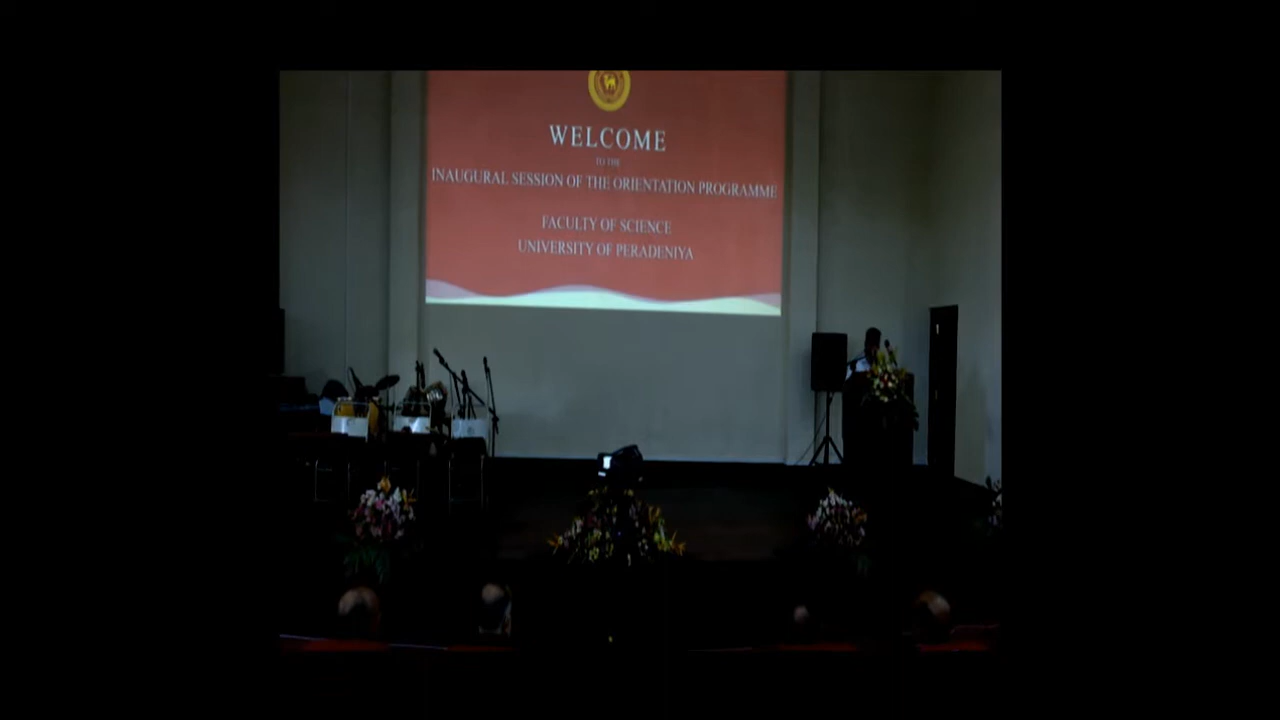 WELCOME
TO THE
INAUGURAL SESSION OF THE ORIENTATION PROGRAMME
FACULTY OF SCIENCE
UNIVERSITY OF PERADENIYA